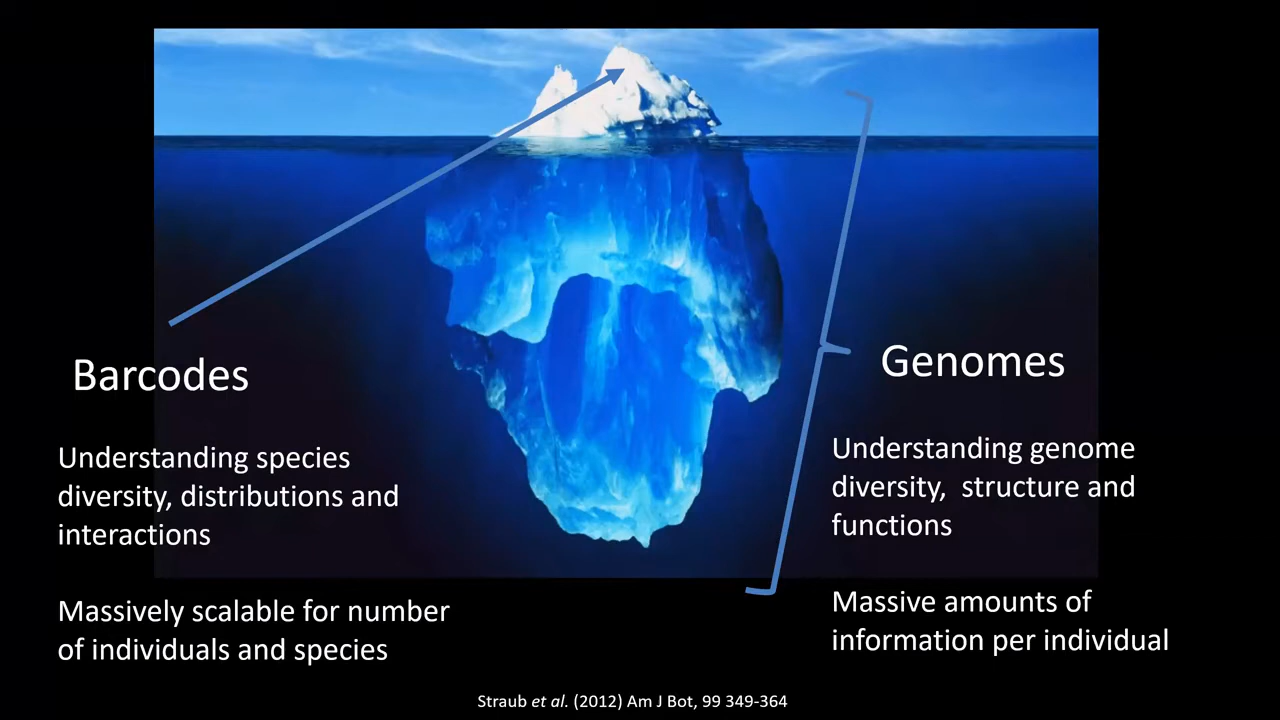 Barcodes
Understanding species
diversity, distributions and
interactions
Massively scalable for number
of individuals and species
Genomes
Understanding genome
diversity,  structure and
functions
Massive amounts of
information per individual
Straub et al. (2012) Am J Bot, 99 349-364